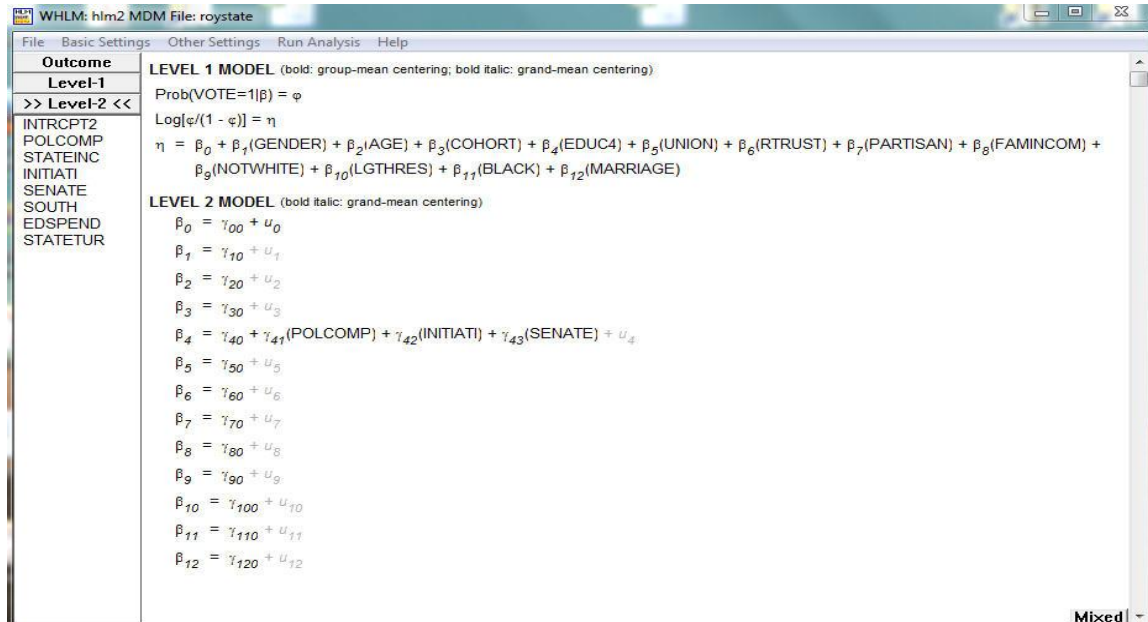 WHLM: hlm2 MDM File: roystate
File Basic Settings Other Settings Run Analysis Help
Outcome
Level-1
>> Level-2 <<
INTRCPT2
POLCOMP
STATEINC
INITIATI
SENATE
SOUTH
EDSPEND
STATETUR
LEVEL 1 MODEL (bold: group-mean centering; bold italic: grand-mean centering)
Prob(VOTE=1|β) = φ
Log[φ/(1 - φ)] = η
η = β0 + β1(GENDER) + β2(AGE) + β3(COHORT) + β4(EDUC4) + β5(UNION) + β6(RTRUST) + β7(PARTISAN) + β8(FAMINCOM) +
β9(NOTWHITE) + β10(LGTHRES) + β11(BLACK) + β12(MARRIAGE)
LEVEL 2 MODEL (bold italic: grand-mean centering)
β0 = γ00 + u0
β1 = γ10 + u1
β2 = γ20 + u2
β3 = γ30 + u3
β4 = γ40 + γ41(POLCOMP) + γ42(INITIATI) + γ43(SENATE) + u4
β5 = γ50 + u5
β6 = γ60 + u6
β7 = γ70 + u7
β8 = γ80 + u8
β9 = γ90 + u9
β10 = γ100 + u10
β11 = γ110 + u11
β12 = γ120 + u12
Mixed